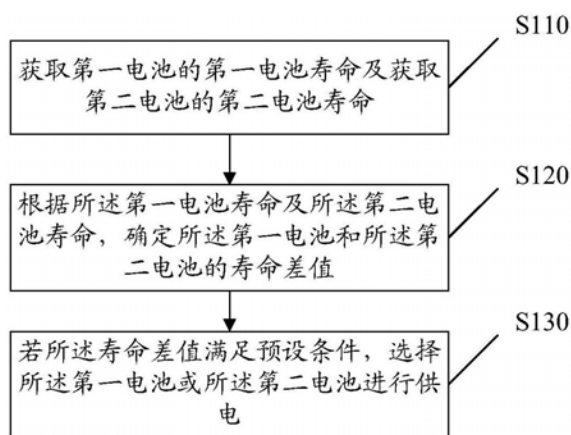 S110
获取第一电池的第一电池寿命及获取
第二电池的第二电池寿命
S120
根据所述第一电池寿命及所述第二电
池寿命，确定所述第一电池和所述第
二电池的寿命差值
S130
若所述寿命差值满足预设条件，选择
所述第一电池或所述第二电池进行供
电